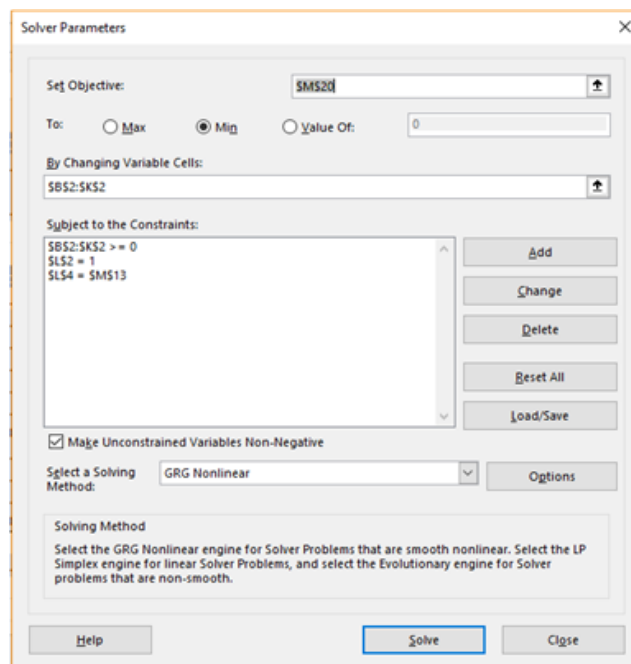 Solver Parameters
Set Objective: $M$20
To: Max Min Value Of: 0
By Changing Variable Cells:
$B$2:$K$2
Subject to the Constraints:
$B$2:$K$2 >= 0
$L$2 = 1
$L$4 = $M$13
Add
Change
Delete
Reset All
Load/Save
Make Unconstrained Variables Non-Negative
Select a Solving Method: GRG Nonlinear Options
Solving Method
Select the GRG Nonlinear engine for Solver Problems that are smooth nonlinear. Select the LP
Simplex engine for linear Solver Problems, and select the Evolutionary engine for Solver
problems that are non-smooth.
Help Solve Close